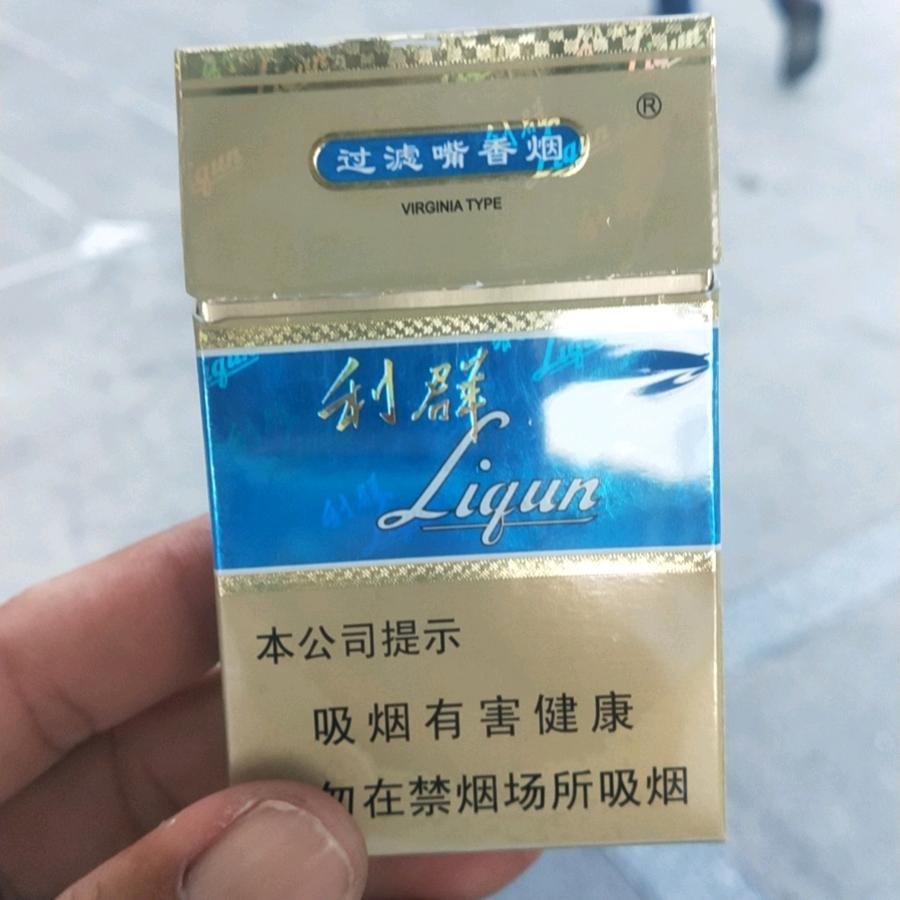 ®
过滤嘴香烟
VIRGINIA TYPE
利群
Liqun
本公司提示
吸烟有害健康
勿在禁烟场所吸烟